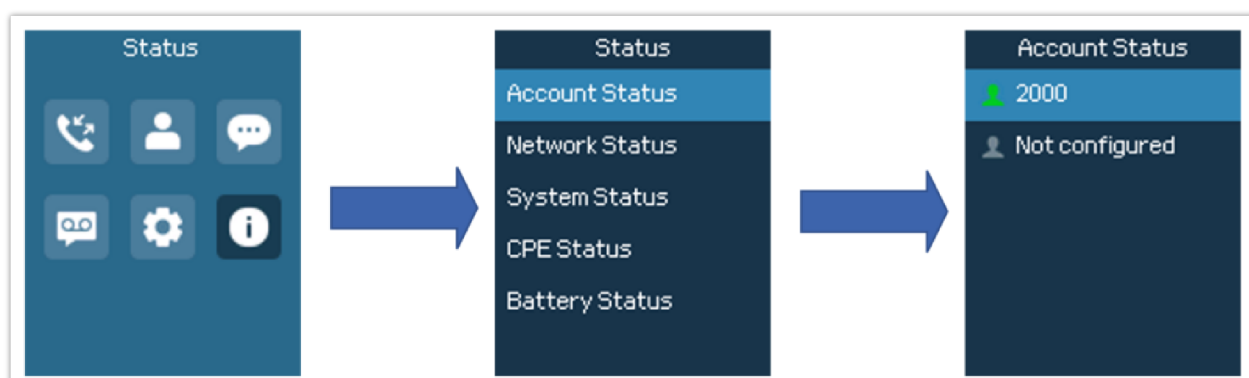 Status
Status
Account Status
Network Status
System Status
CPE Status
Battery Status
Account Status
2000
Not configured